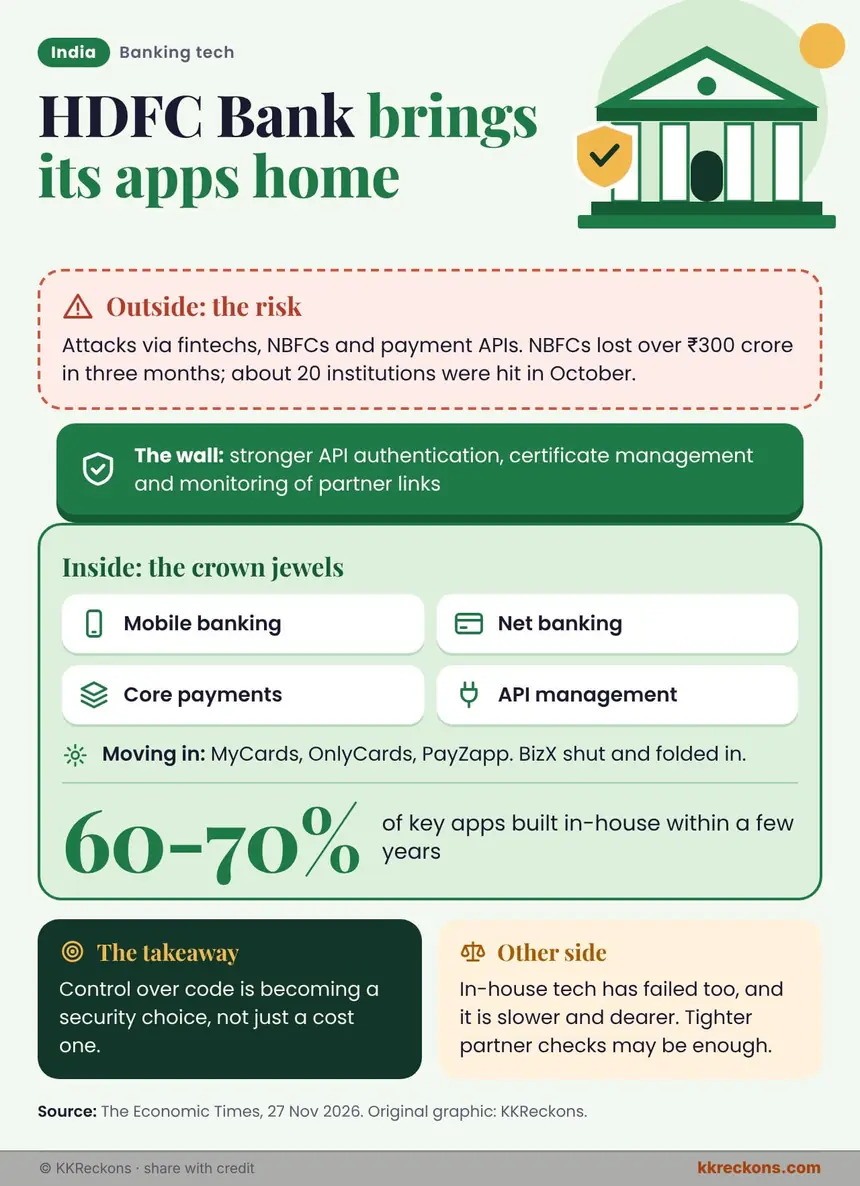 India Banking tech
HDFC Bank brings
its apps home
Outside: the risk
Attacks via fintechs, NBFCs and payment APIs. NBFCs lost over ₹300 crore
in three months; about 20 institutions were hit in October.
The wall: stronger API authentication, certificate management
and monitoring of partner links
Inside: the crown jewels
Mobile banking
Net banking
Core payments
API management
Moving in: MyCards, OnlyCards, PayZapp. BizX shut and folded in.
60–70%
of key apps built in-house within a few
years
The takeaway
Control over code is becoming a
security choice, not just a cost
one.
Other side
In-house tech has failed too, and
it is slower and dearer. Tighter
partner checks may be enough.
Source: The Economic Times, 27 Nov 2026. Original graphic: KKReckons.
© KKReckons · share with credit
kkreckons.com